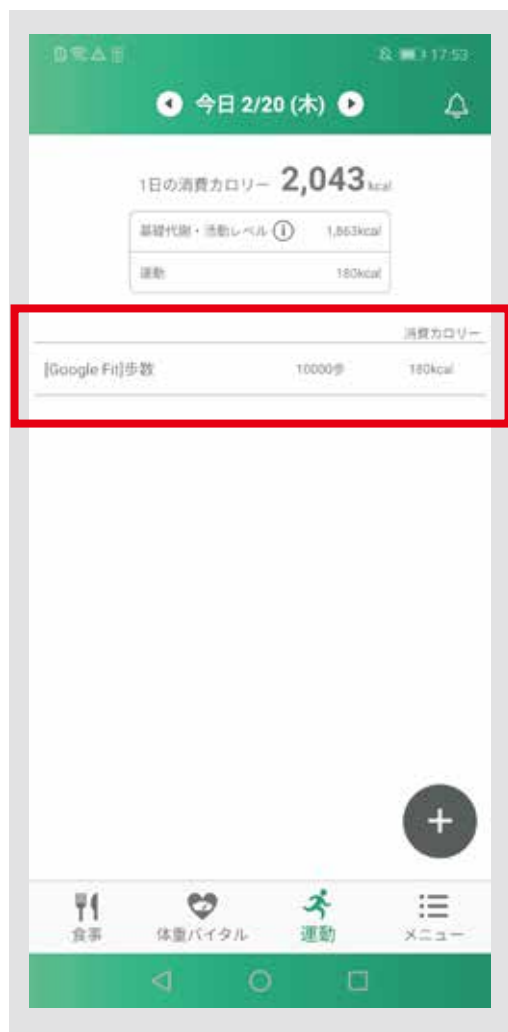 17:53
今日 2/20 (木)
1日の消費カロリー 2,043 kcal
基礎代謝・活動レベル i 1,863kcal
運動 180kcal
消費カロリー
[Google Fit]歩数 10000歩 180kcal
+
食事 体重バイタル 運動 メニュー